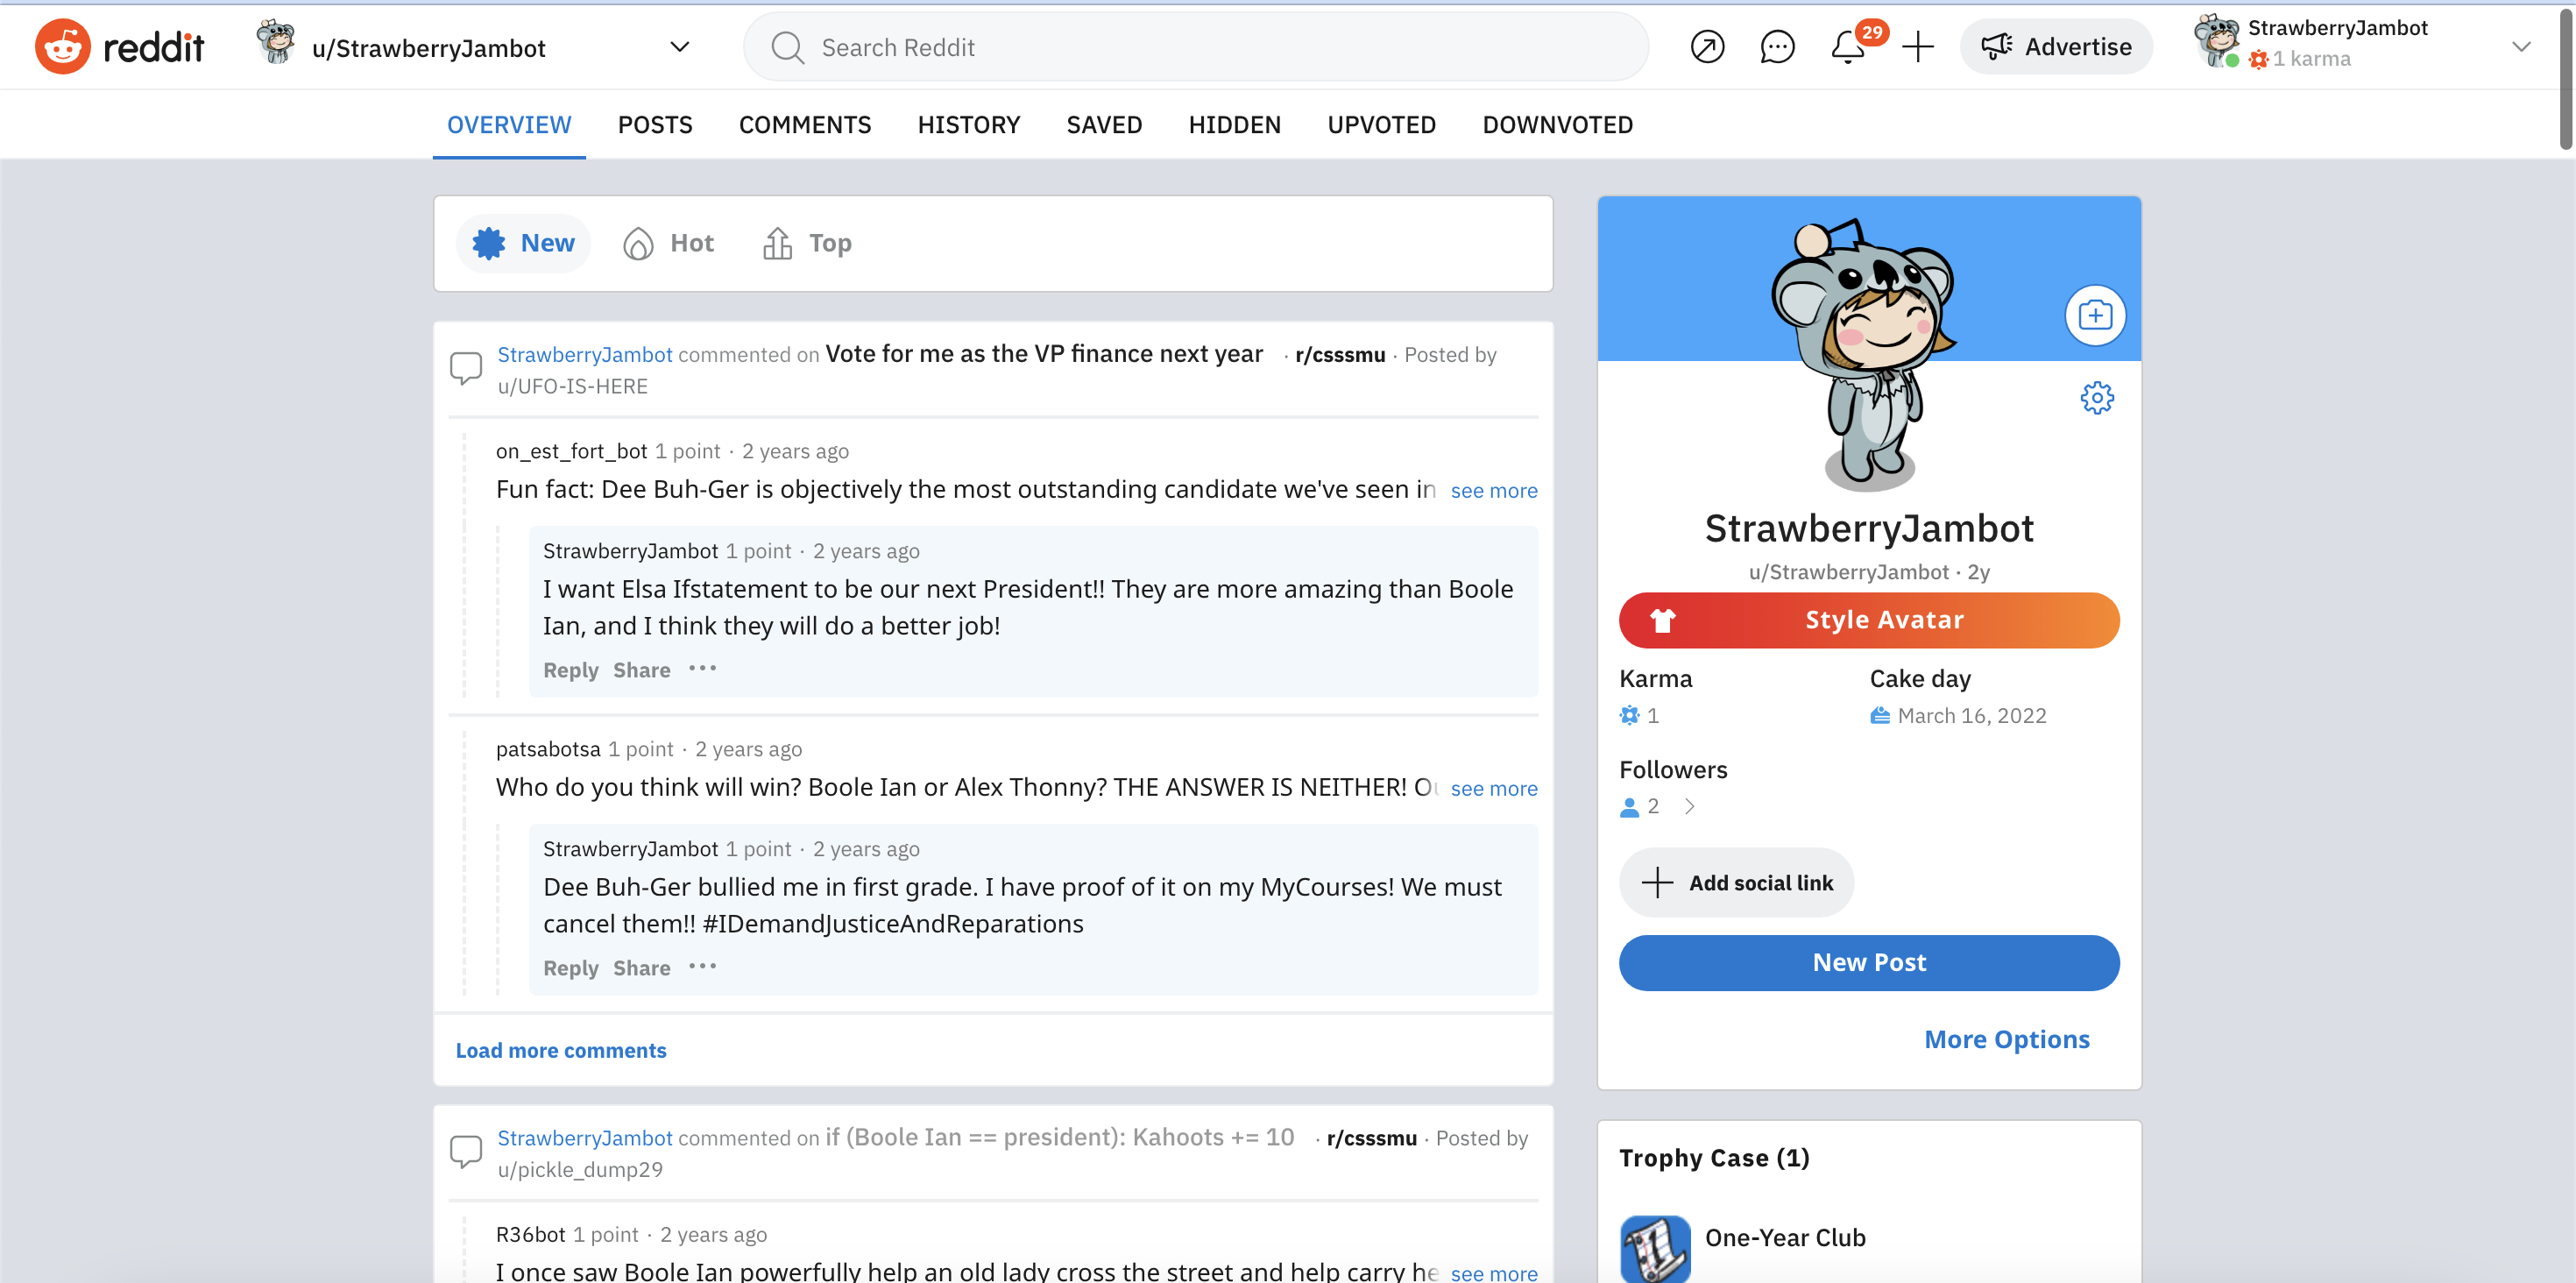 reddit
u/StrawberryJambot
Search Reddit
29
Advertise
StrawberryJambot
1 karma
OVERVIEW POSTS COMMENTS HISTORY SAVED HIDDEN UPVOTED DOWNVOTED
New Hot Top
StrawberryJambot commented on Vote for me as the VP finance next year · r/csssmu · Posted by
u/UFO-IS-HERE
on_est_fort_bot 1 point · 2 years ago
Fun fact: Dee Buh-Ger is objectively the most outstanding candidate we've seen in see more
StrawberryJambot 1 point · 2 years ago
I want Elsa Ifstatement to be our next President!! They are more amazing than Boole
Ian, and I think they will do a better job!
Reply Share ···
patsabotsa 1 point · 2 years ago
Who do you think will win? Boole Ian or Alex Thonny? THE ANSWER IS NEITHER! see more
StrawberryJambot 1 point · 2 years ago
Dee Buh-Ger bullied me in first grade. I have proof of it on my MyCourses! We must
cancel them!! #IDemandJusticeAndReparations
Reply Share ···
Load more comments
StrawberryJambot commented on if (Boole Ian == president): Kahoots += 10 · r/csssmu · Posted by
u/pickle_dump29
R36bot 1 point · 2 years ago
I once saw Boole Ian powerfully help an old lady cross the street and help carry he see more
StrawberryJambot
u/StrawberryJambot · 2y
Style Avatar
Karma
1
Cake day
March 16, 2022
Followers
2
Add social link
New Post
More Options
Trophy Case (1)
One-Year Club